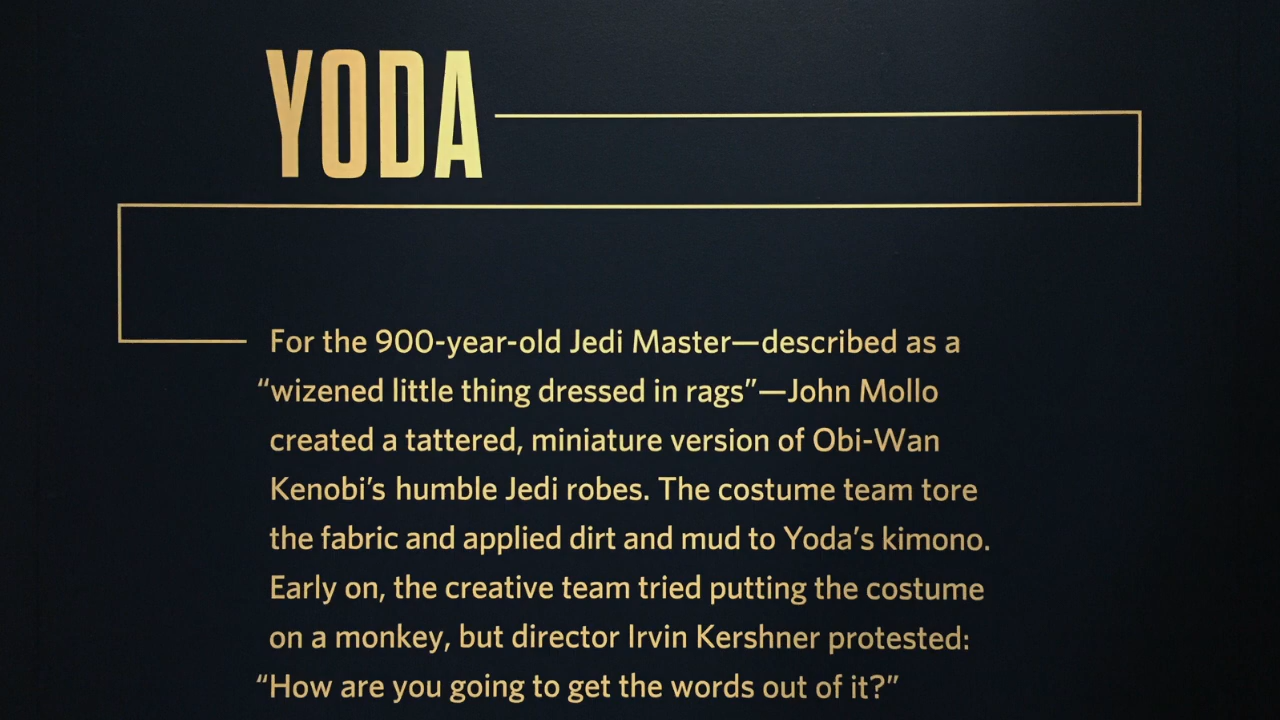 YODA
For the 900-year-old Jedi Master—described as a
“wizened little thing dressed in rags”—John Mollo
created a tattered, miniature version of Obi-Wan
Kenobi’s humble Jedi robes. The costume team tore
the fabric and applied dirt and mud to Yoda’s kimono.
Early on, the creative team tried putting the costume
on a monkey, but director Irvin Kershner protested:
“How are you going to get the words out of it?”